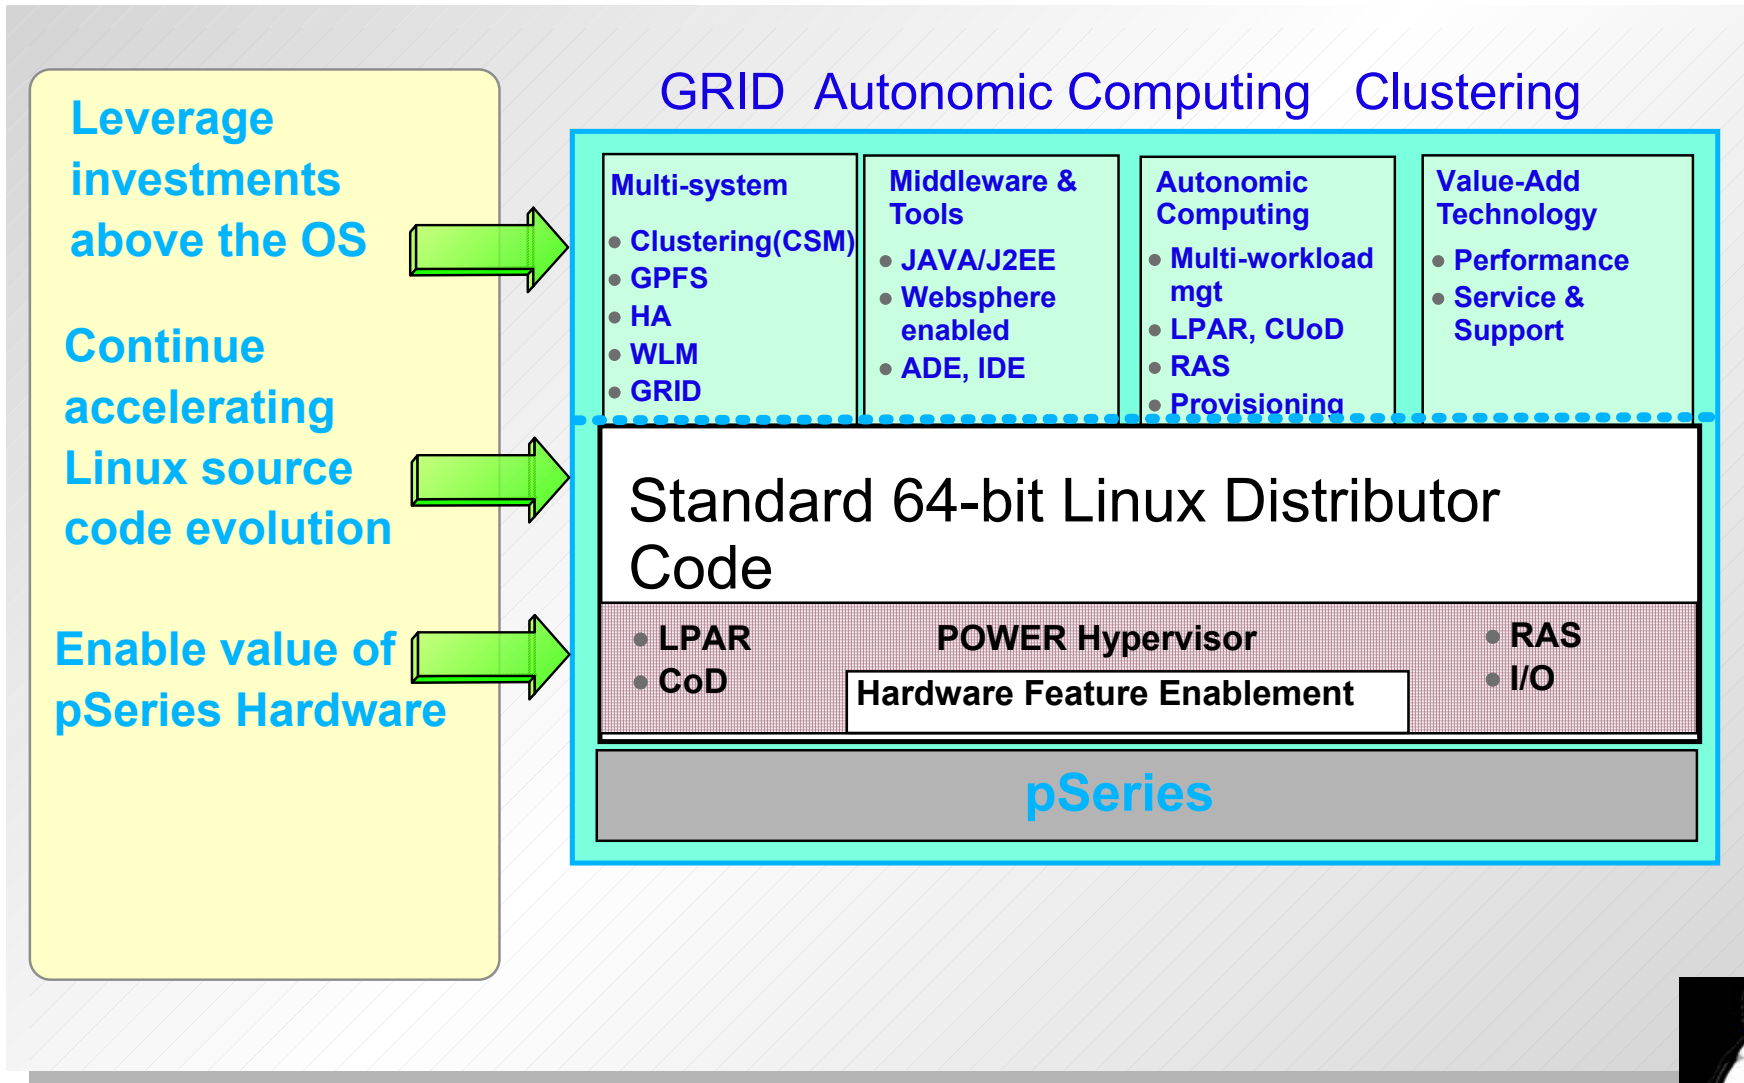 Leverage
investments
above the OS
Continue
accelerating
Linux source
code evolution
Enable value of
pSeries Hardware
GRID Autonomic Computing Clustering
Multi-system
Clustering(CSM)
GPFS
HA
WLM
GRID
Middleware &
Tools
JAVA/J2EE
Websphere
enabled
ADE, IDE
Autonomic
Computing
Multi-workload
mgt
LPAR, CUoD
RAS
Provisioning
Value-Add
Technology
Performance
Service &
Support
Standard 64-bit Linux Distributor
Code
LPAR
CoD
POWER Hypervisor
Hardware Feature Enablement
RAS
I/O
pSeries